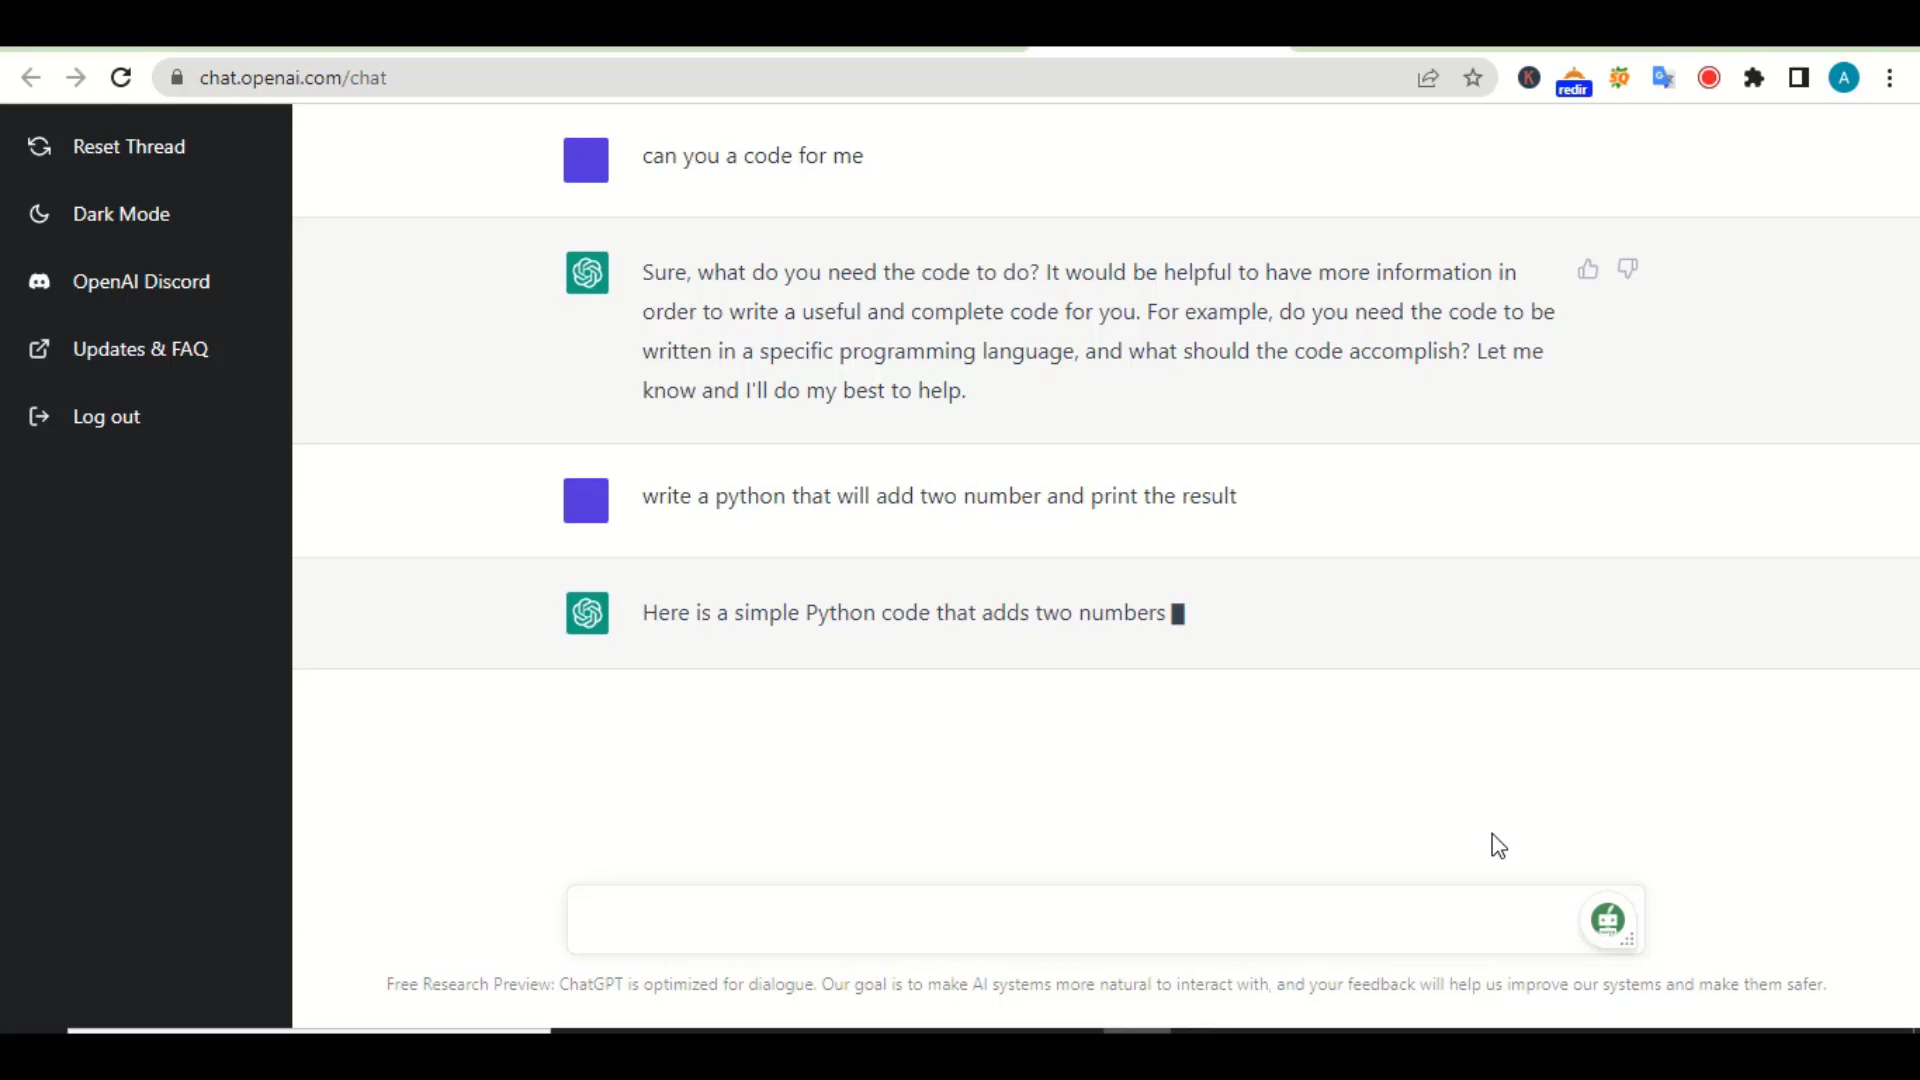 chat.openai.com/chat
K
redir
SQ
G
A
Reset Thread
Dark Mode
OpenAI Discord
Updates & FAQ
Log out
can you a code for me
Sure, what do you need the code to do? It would be helpful to have more information in
order to write a useful and complete code for you. For example, do you need the code to be
written in a specific programming language, and what should the code accomplish? Let me
know and I'll do my best to help.
write a python that will add two number and print the result
Here is a simple Python code that adds two numbers
Free Research Preview: ChatGPT is optimized for dialogue. Our goal is to make AI systems more natural to interact with, and your feedback will help us improve our systems and make them safer.